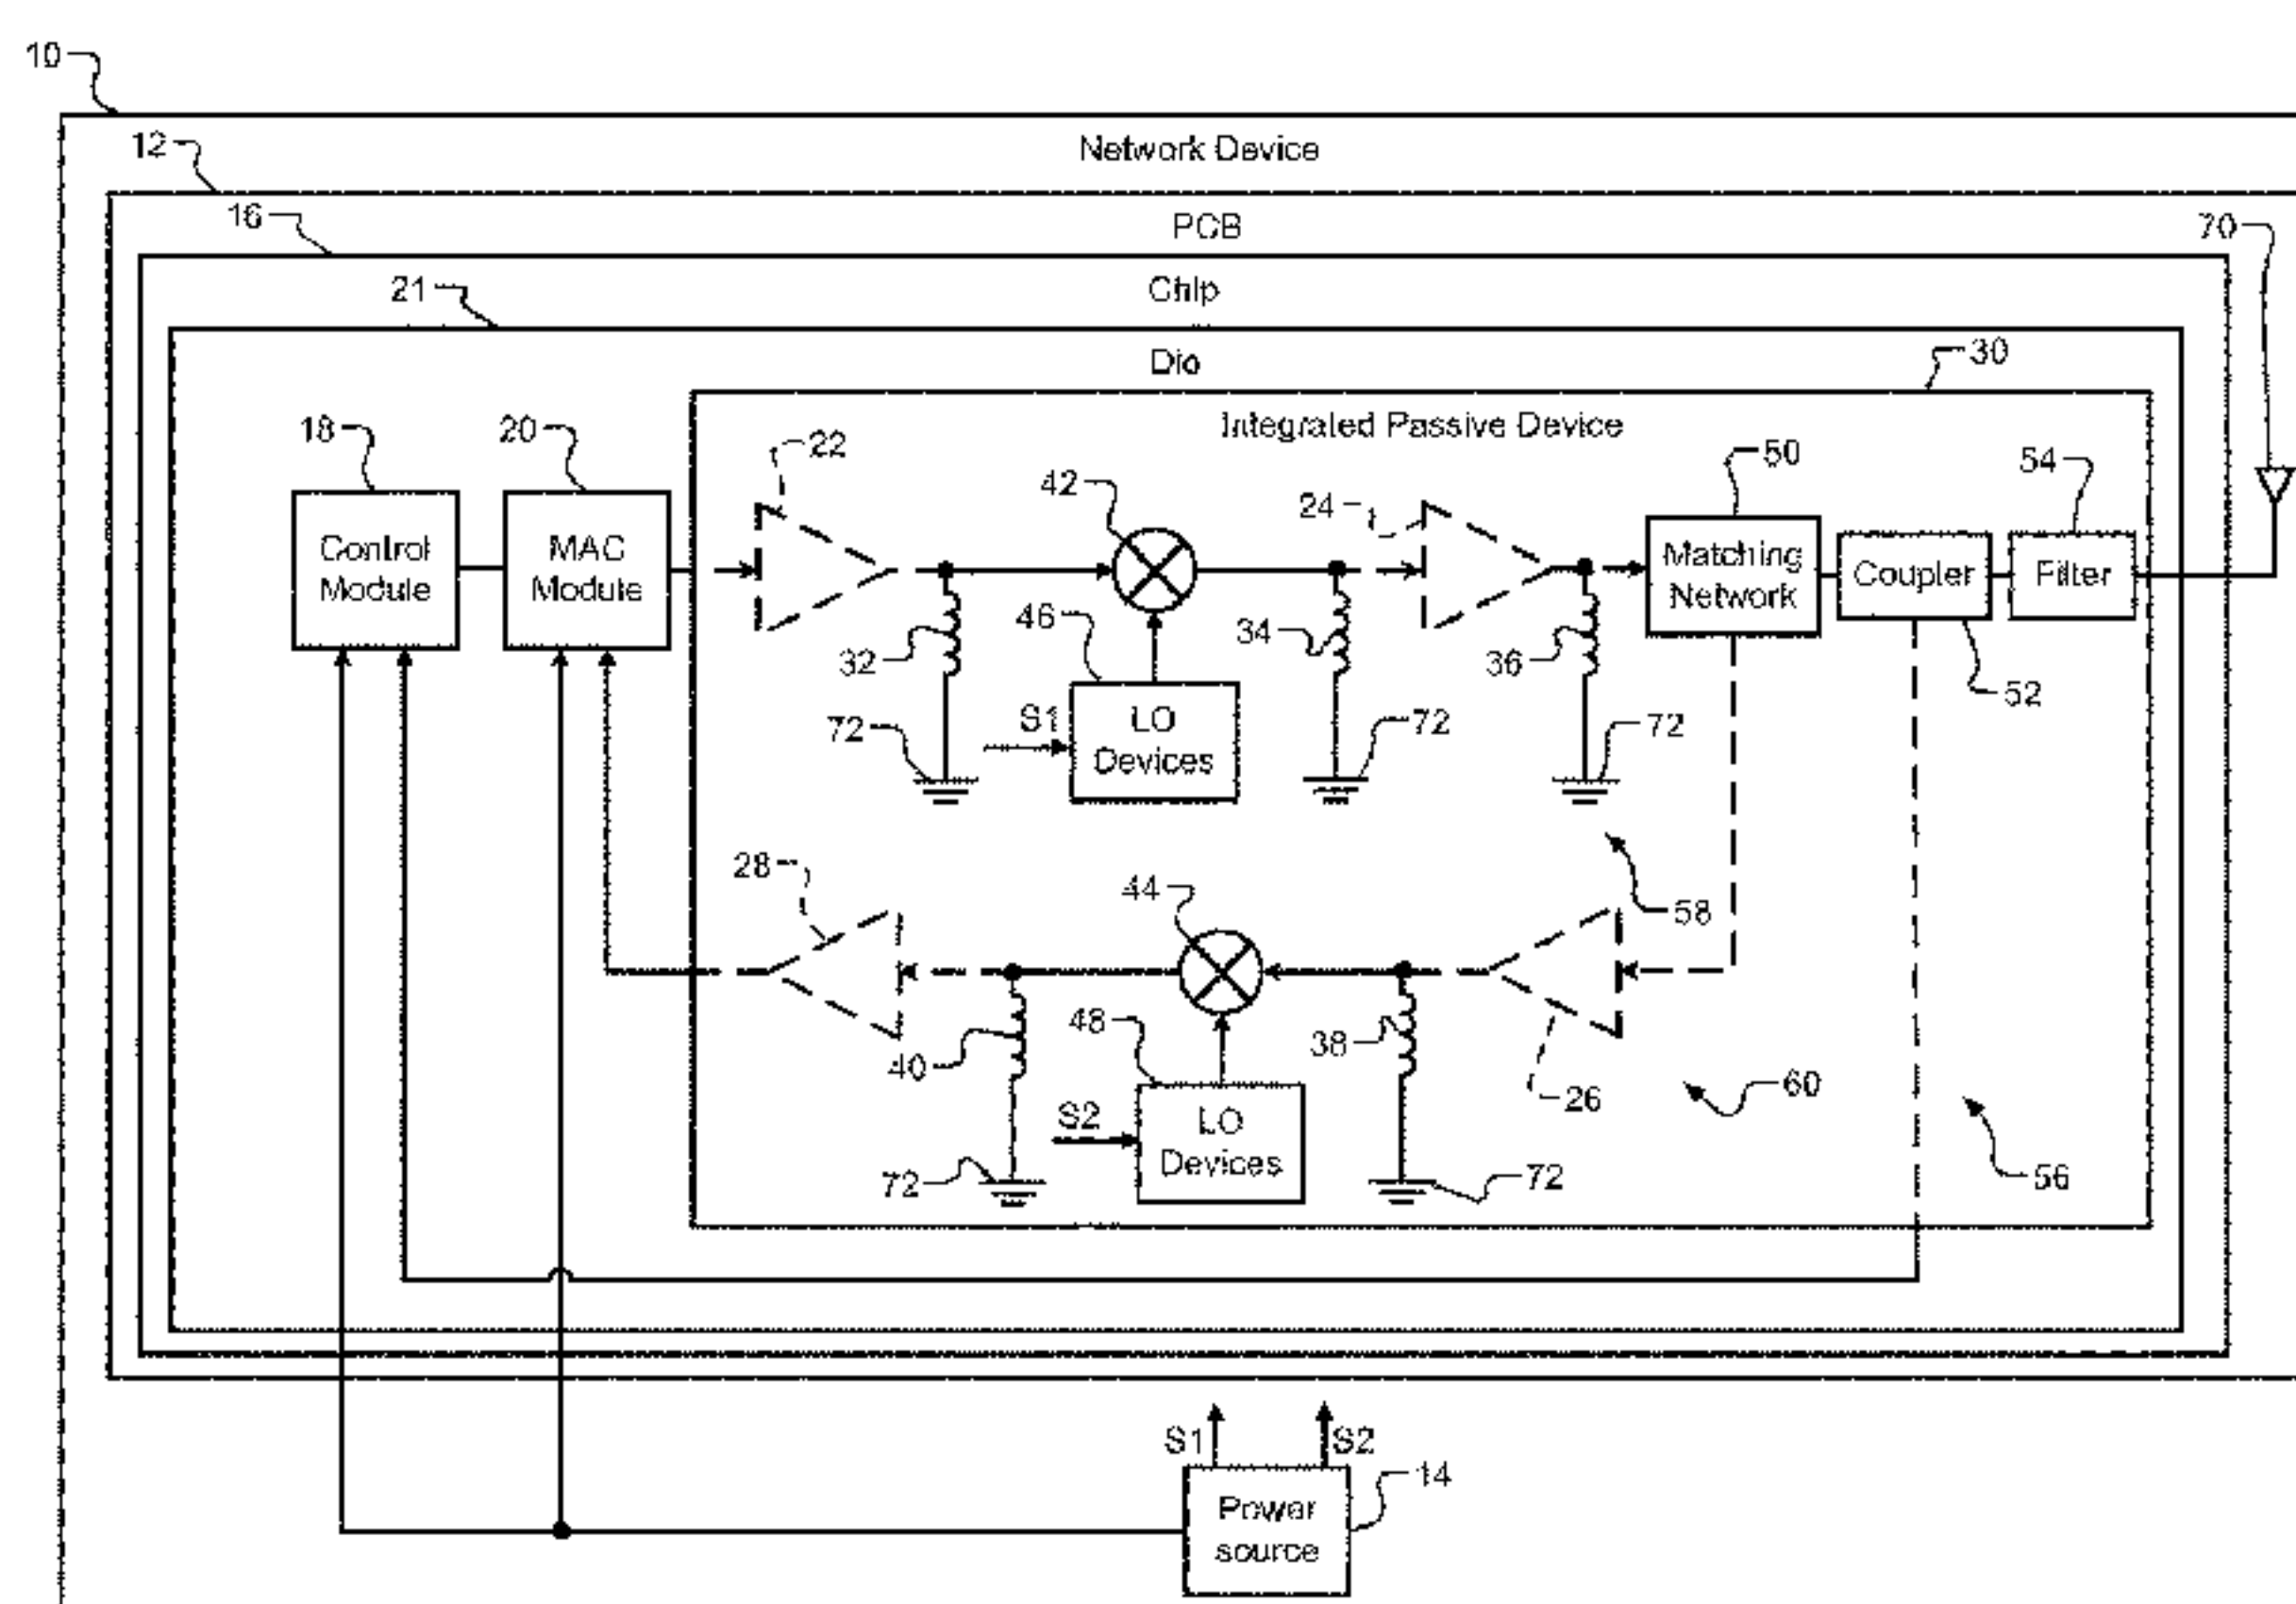 10
Network Device
12
PCB
16
70
Chip
21
Die
30
Integrated Passive Device
18
20
22
42
24
50
54
Control
Module
MAC
Module
Matching
Network
Coupler
Filter
32
46
34
36
52
72
S1
LO
Devices
72
72
28
44
58
40
48
38
26
60
S2
LO
Devices
72
72
56
S1
S2
14
Power
source